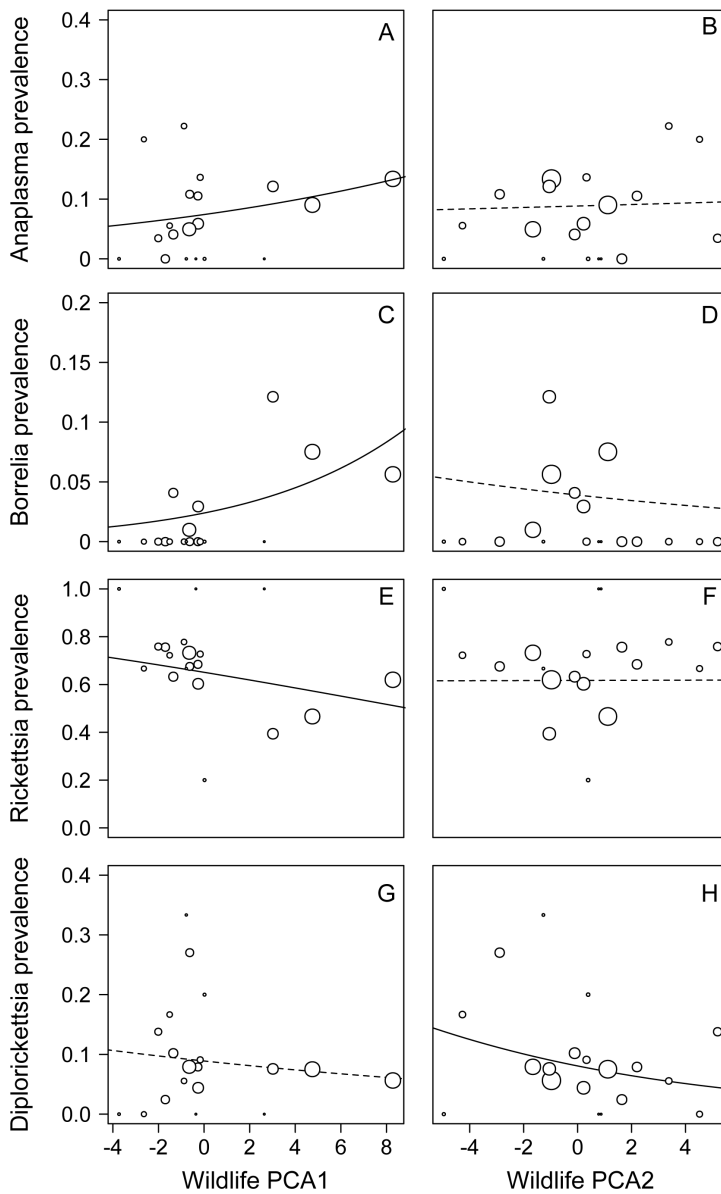 A
B
Anaplasma prevalence
0.4
0.3
0.2
0.1
0
C
D
Borrelia prevalence
0.2
0.15
0.1
0.05
0
E
F
Rickettsia prevalence
1.0
0.8
0.6
0.4
0.2
0.0
G
H
Diplorickettsia prevalence
0.4
0.3
0.2
0.1
0.0
-4 -2 0 2 4 6 8
-4 -2 0 2 4
Wildlife PCA1
Wildlife PCA2